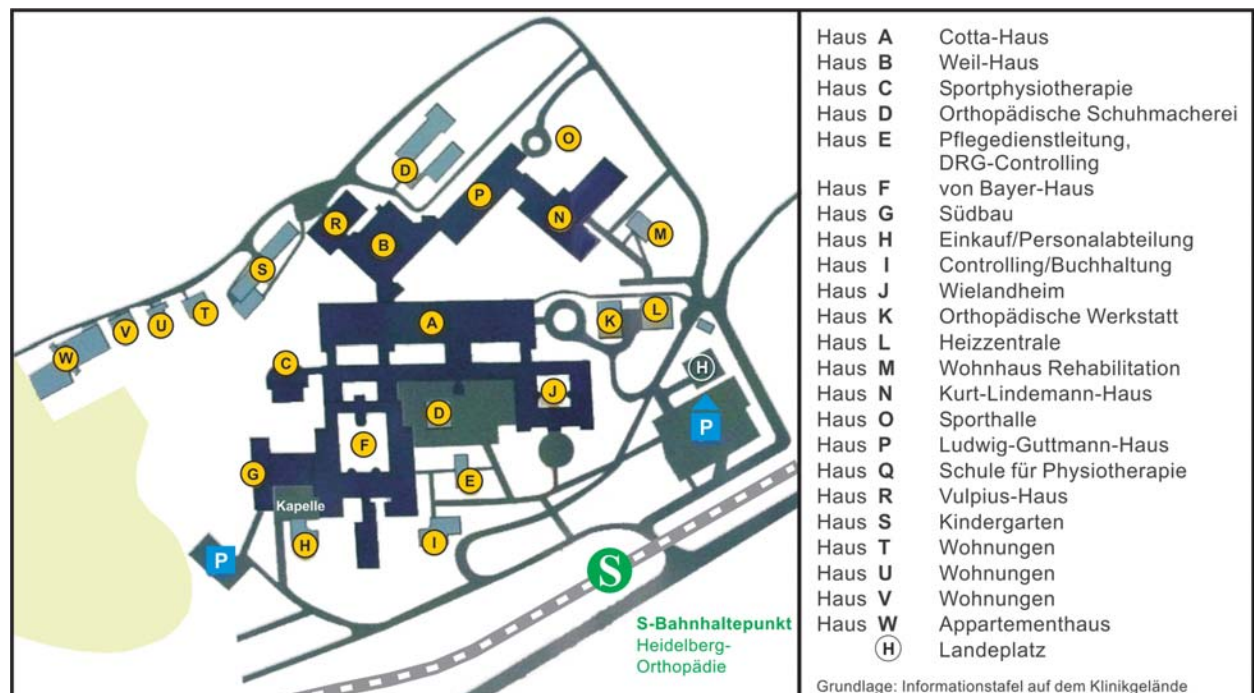 O
D
P
N
R
M
B
S
T
A
U
K
L
V
W
C
H
J
D
P
F
G
E
Kapelle
H
I
P
S
S-Bahnhaltepunkt
Heidelberg-
Orthopädie
Haus A Cotta-Haus
Haus B Weil-Haus
Haus C Sportphysiotherapie
Haus D Orthopädische Schuhmacherei
Haus E Pflegedienstleitung,
DRG-Controlling
Haus F von Bayer-Haus
Haus G Südbau
Haus H Einkauf/Personalabteilung
Haus I Controlling/Buchhaltung
Haus J Wielandheim
Haus K Orthopädische Werkstatt
Haus L Heizzentrale
Haus M Wohnhaus Rehabilitation
Haus N Kurt-Lindemann-Haus
Haus O Sporthalle
Haus P Ludwig-Guttmann-Haus
Haus Q Schule für Physiotherapie
Haus R Vulpius-Haus
Haus S Kindergarten
Haus T Wohnungen
Haus U Wohnungen
Haus V Wohnungen
Haus W Appartementhaus
H Landeplatz
Grundlage: Informationstafel auf dem Klinikgelände